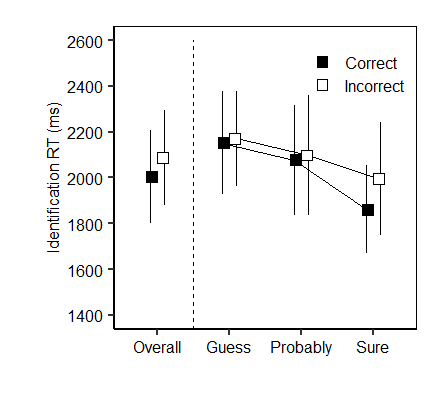 Identification RT (ms)
2600
2400
2200
2000
1800
1600
1400
Correct
Incorrect
Overall Guess Probably Sure